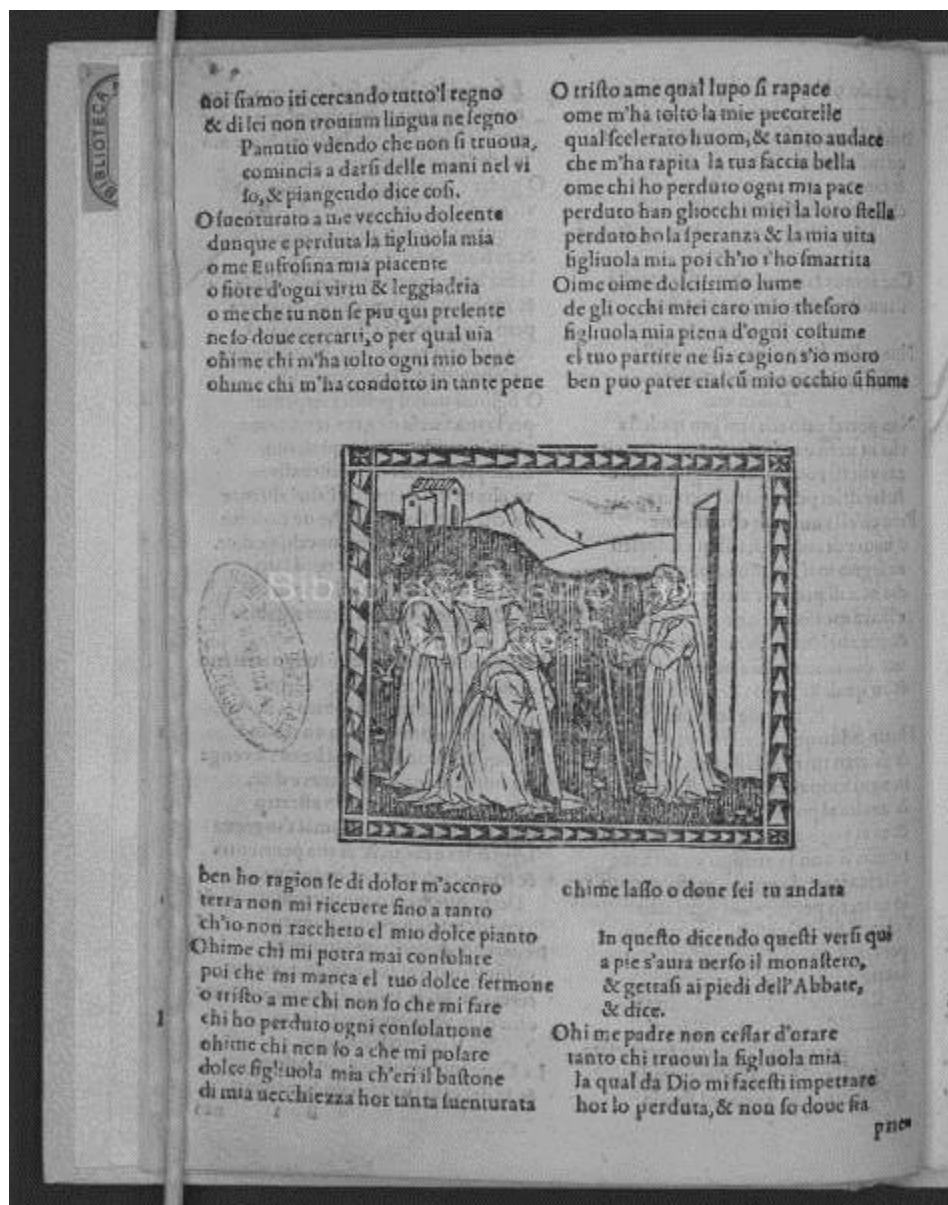 noi siamo iti cercando tutto'l regno
& di lei non trouiam lingua ne segno
Panutio vdendo che non si truoua,
comincia a darsi delle mani nel vi
so, & piangendo dice cosi.
O suenturato a me vecchio dolcente
dunque e perduta la figliuola mia
o me Eufrosina mia piacente
o fiore d'ogni virtu & leggiadria
o me che tu non se piu qui presente
ne so doue cercarti, o per qual uia
ohime chi m'ha tolto ogni mio bene
ohime chi m'ha condotto in tante pene
O tristo ame qual lupo si rapace
ome m'ha tolto la mie pecorelle
qual scelerato huom, & tanto audace
che m'ha rapita la tua faccia bella
ome chi ho perduto ogni mia pace
perduto han gliocchi miei la loro stella
perduto ho la speranza & la mia uita
figliuola mia poi ch'io t'ho smarrita
Oime oime dolcissimo lume
de gli occhi miei caro mio thesoro
figliuola mia piena d'ogni costume
el tuo partire ne sia cagion s'io moro
ben puo parer ciascũ mio occhio ũ fiume
ben ho ragion se di dolor m'accoro
terra non mi riceuere fino a tanto
ch'io non raccheto el mio dolce pianto
Ohime chi mi potra mai consolare
poi che mi manca el tuo dolce sermone
o tristo a me chi non so che mi fare
chi ho perduto ogni consolatione
ohime chi non so a che mi posare
dolce figliuola mia ch'eri il bastone
di mia uecchiezza hor tanta suenturata
ohime lasso o doue sei tu andata
In questo dicendo questi versi qui
a pie s'aura uerso il monastero,
& gettasi ai piedi dell'Abbate,
& dice.
Ohi me padre non cessar d'orare
tanto chi truoui la figluola mia
la qual da Dio mi facesti impetrare
hor lo perduta, & non so doue sia
BIBLIOTECA
Biblioteca Nazionale